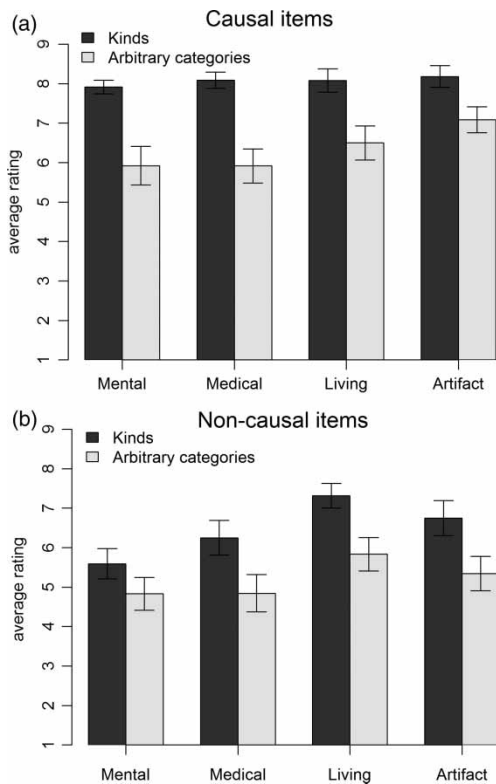 (a) Causal items
Kinds
Arbitrary categories
average rating
9
8
7
6
5
4
3
2
1
Mental Medical Living Artifact
(b) Non-causal items
Kinds
Arbitrary categories
average rating
9
8
7
6
5
4
3
2
1
Mental Medical Living Artifact